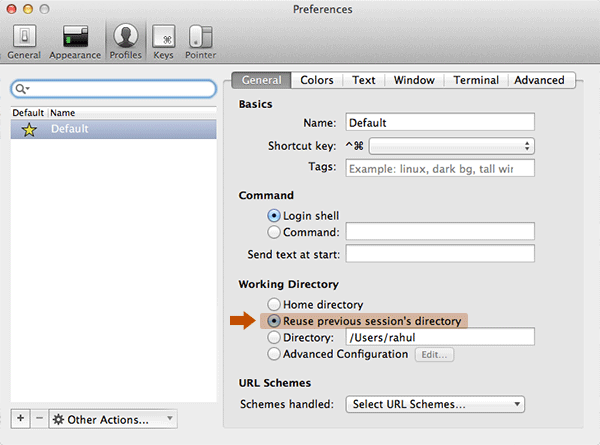 Preferences
General Appearance Profiles Keys Pointer
General Colors Text Window Terminal Advanced
Default Name
Default
Basics
Name: Default
Shortcut key: ^⌘
Tags: Example: linux, dark bg, tall wir
Command
Login shell
Command:
Send text at start:
Working Directory
Home directory
Reuse previous session's directory
Directory: /Users/rahul
Advanced Configuration Edit...
URL Schemes
Schemes handled: Select URL Schemes...
+ − Other Actions...